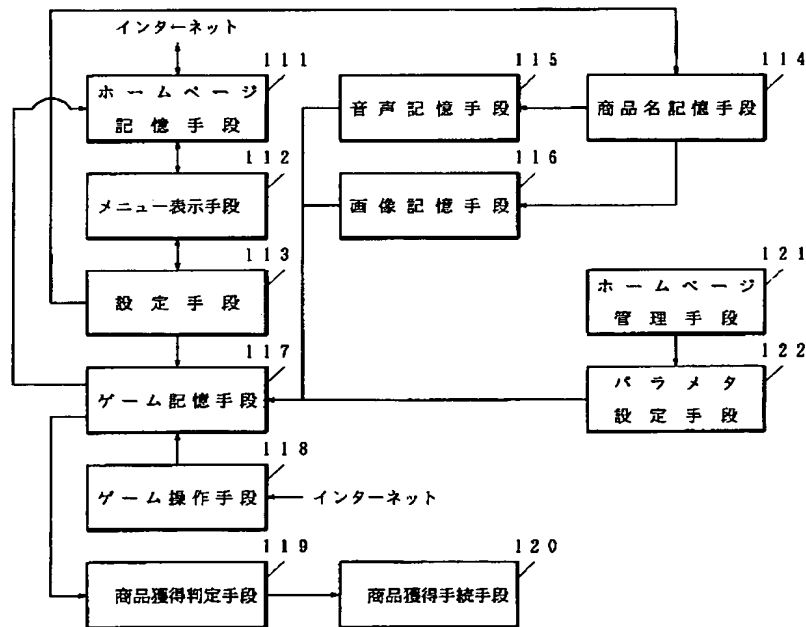 インターネット
111
ホームページ
記憶手段
112
メニュー表示手段
113
設定手段
117
ゲーム記憶手段
118
ゲーム操作手段
インターネット
119
商品獲得判定手段
120
商品獲得手続手段
115
音声記憶手段
116
画像記憶手段
114
商品名記憶手段
121
ホームページ
管理手段
122
パラメタ
設定手段